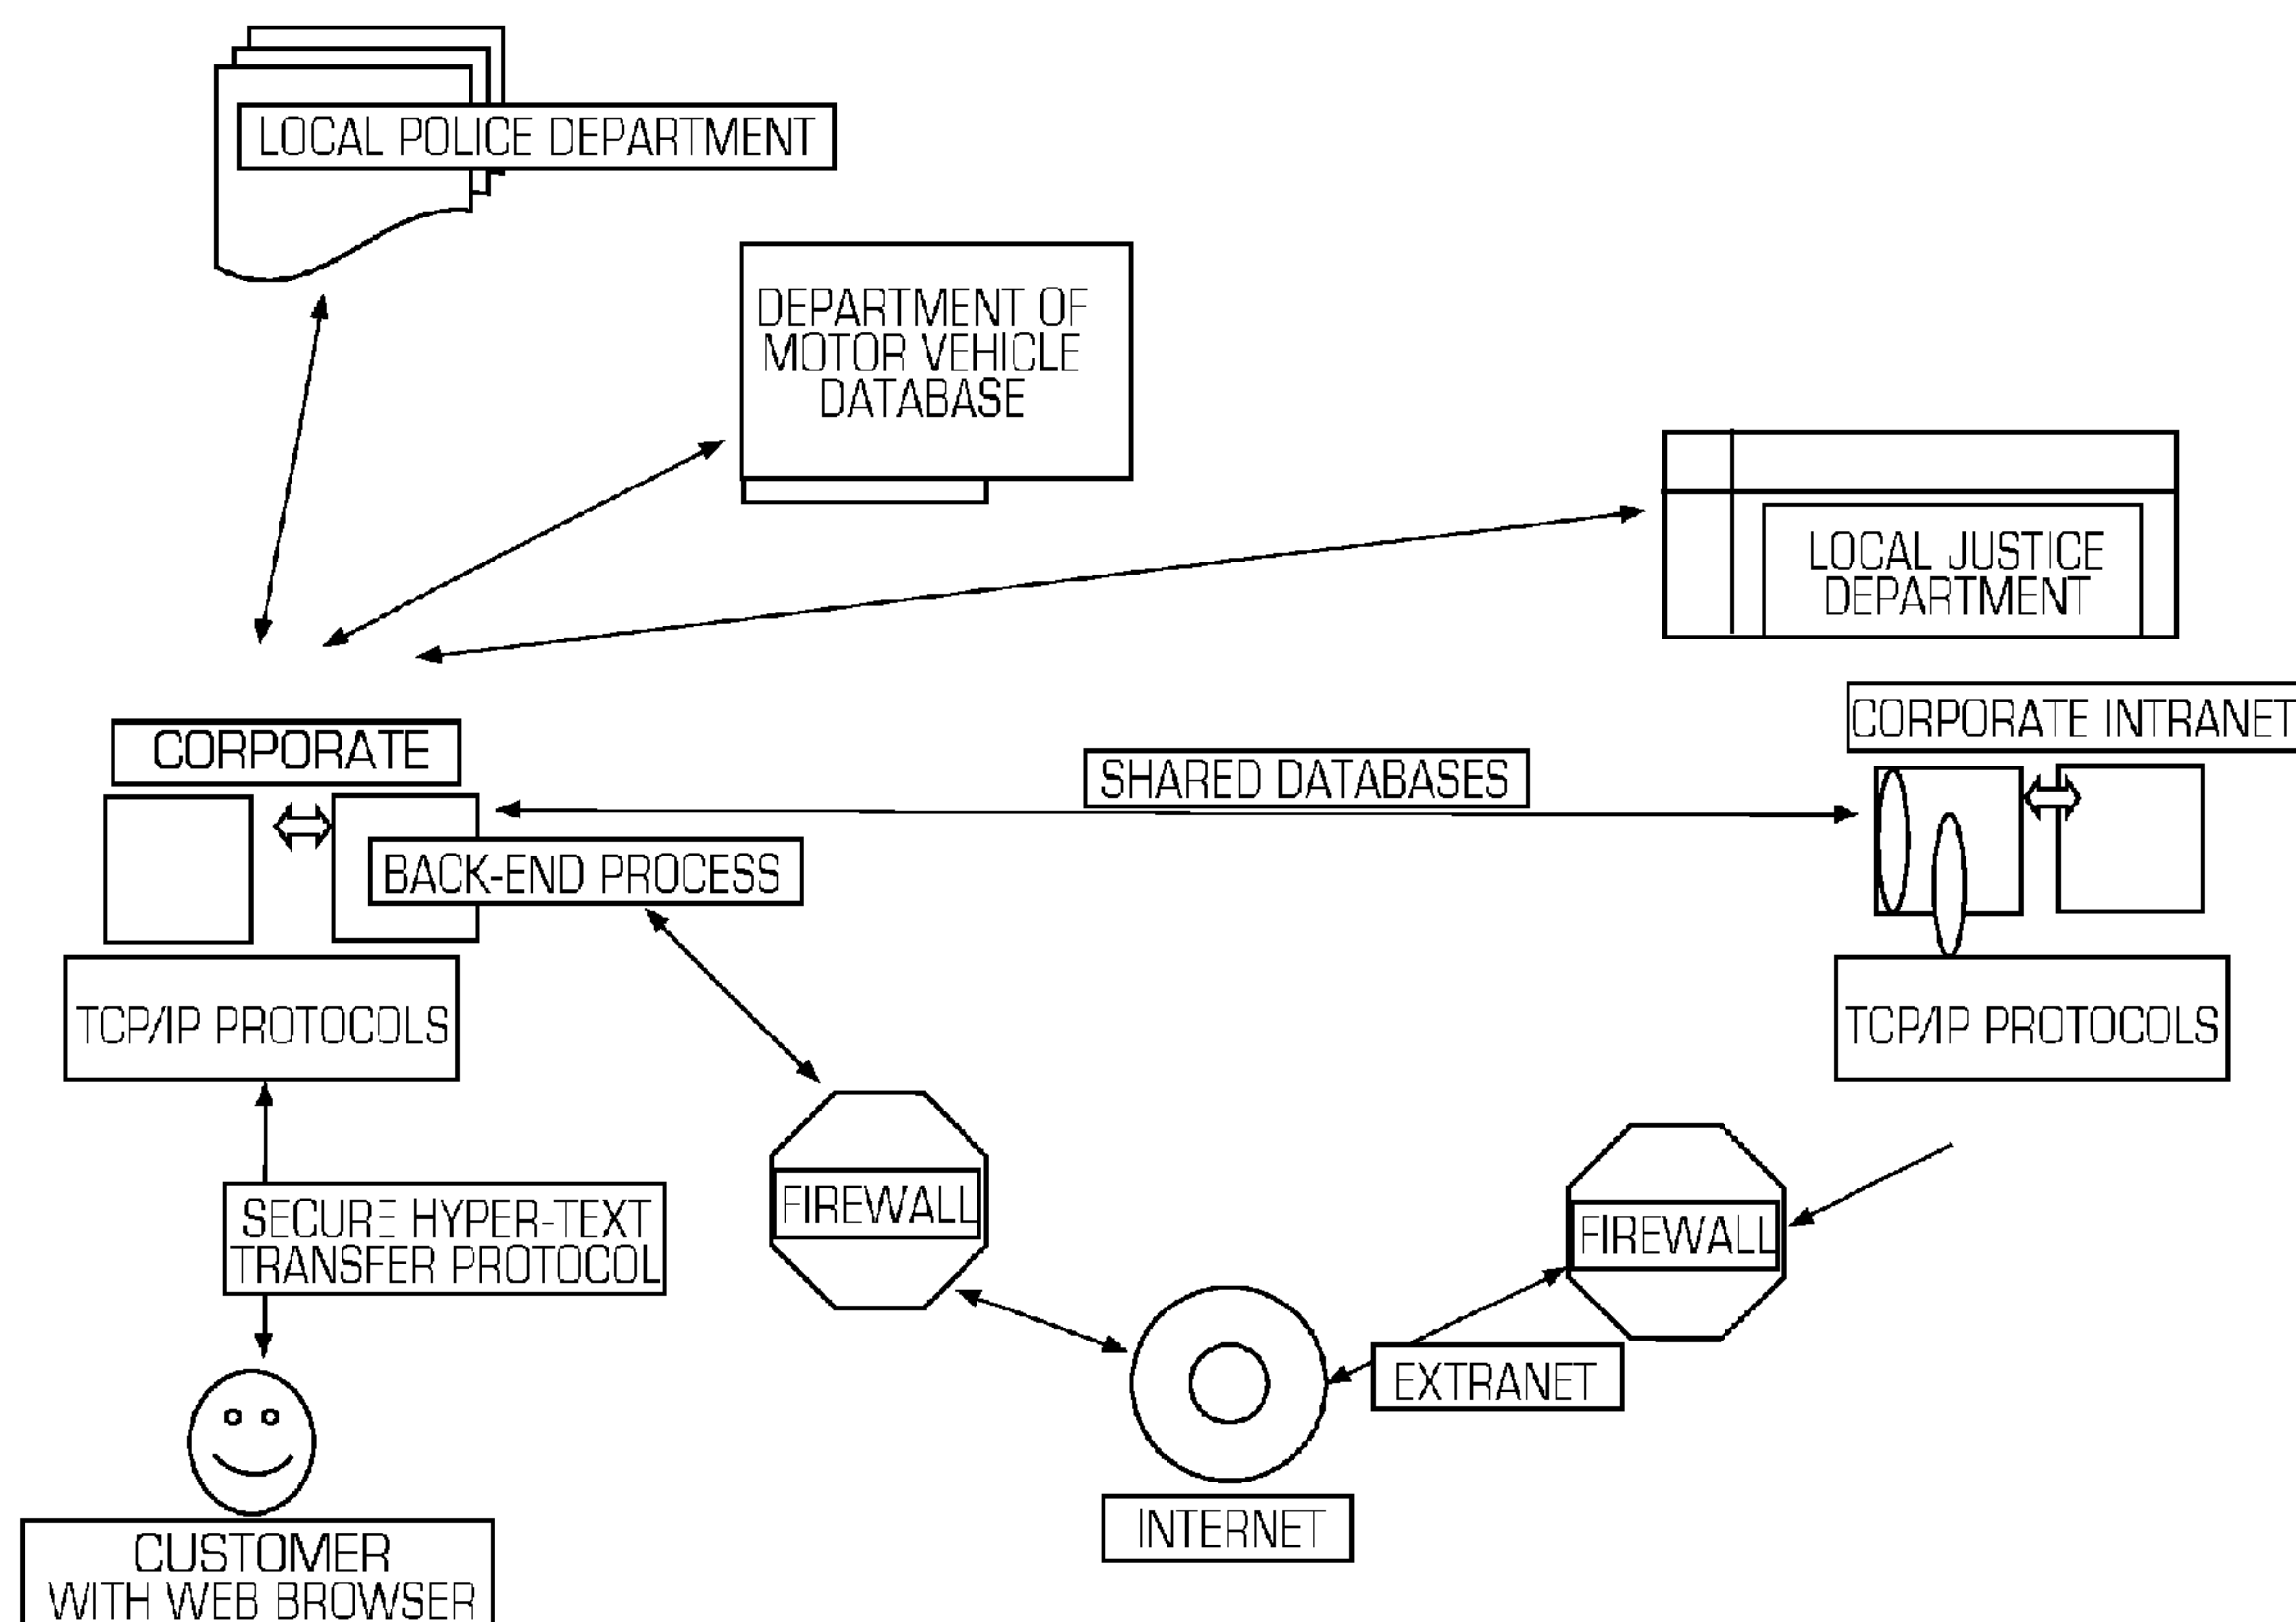 LOCAL POLICE DEPARTMENT
DEPARTMENT OF
MOTOR VEHICLE
DATABASE
LOCAL JUSTICE
DEPARTMENT
CORPORATE
CORPORATE INTRANET
SHARED DATABASES
BACK-END PROCESS
TCP/IP PROTOCOLS
TCP/IP PROTOCOLS
FIREWALL
FIREWALL
SECURE HYPER-TEXT
TRANSFER PROTOCOL
EXTRANET
INTERNET
CUSTOMER
WITH WEB BROWSER